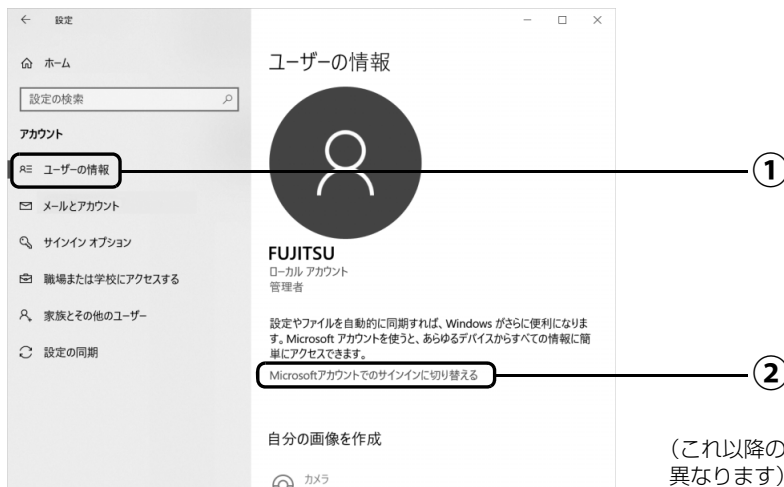 設定
ホーム
設定の検索
アカウント
ユーザーの情報
メールとアカウント
サインイン オプション
職場または学校にアクセスする
家族とその他のユーザー
設定の同期
ユーザーの情報
FUJITSU
ローカル アカウント
管理者
設定やファイルを自動的に同期すれば、Windows がさらに便利になりま
す。Microsoft アカウントを使うと、あらゆるデバイスからすべての情報に簡
単にアクセスできます。
Microsoftアカウントでのサインインに切り替える
自分の画像を作成
カメラ
①
②
（これ以降の
異なります）